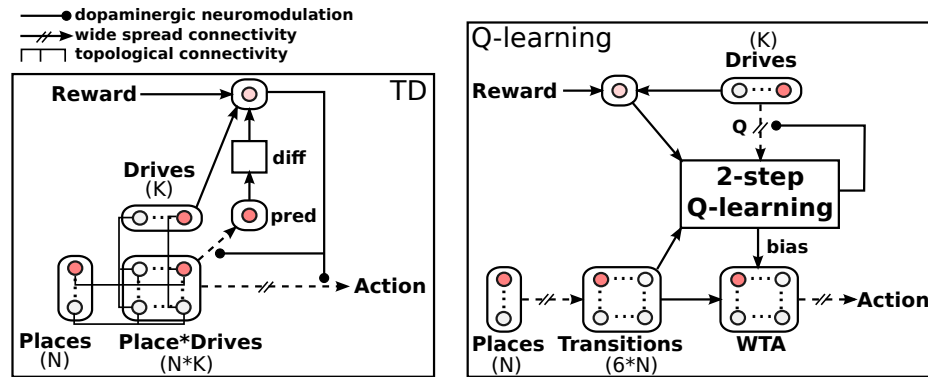 dopaminergic neuromodulation
wide spread connectivity
topological connectivity
TD
Reward
diff
Drives
(K)
pred
Action
Places
(N)
Place*Drives
(N*K)
Q-learning
(K)
Drives
Reward
Q
2-step
Q-learning
bias
Action
Places
(N)
Transitions
(6*N)
WTA